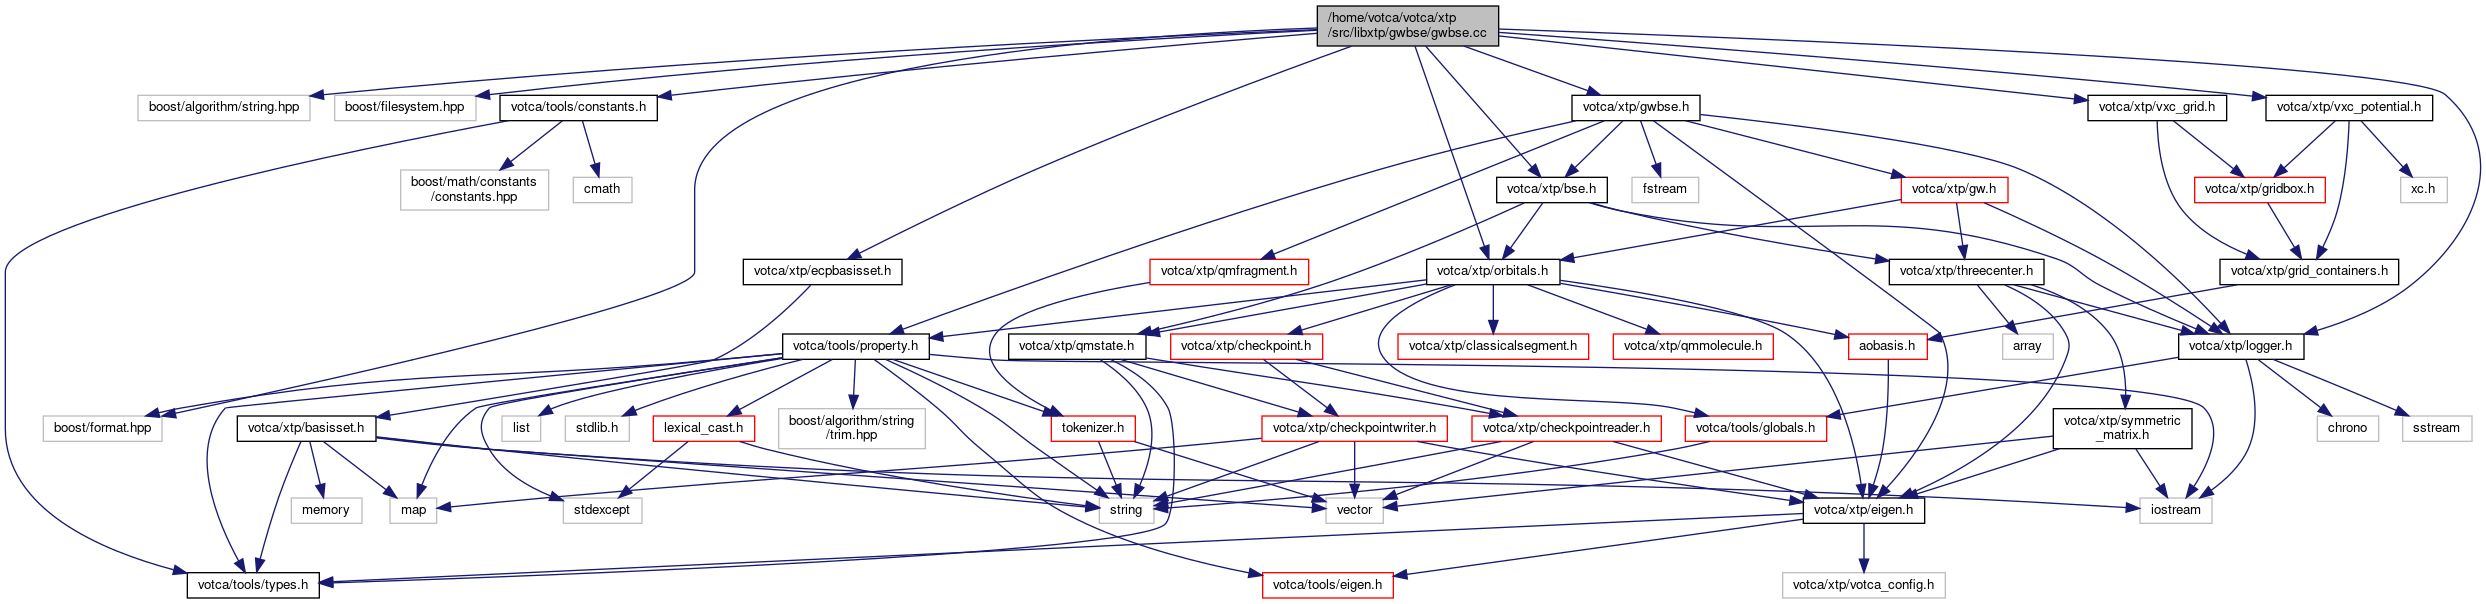 /home/votca/votca/xtp
/src/libxtp/gwbse/gwbse.cc
boost/algorithm/string.hpp
boost/filesystem.hpp
votca/tools/constants.h
votca/xtp/gwbse.h
votca/xtp/vxc_grid.h
votca/xtp/vxc_potential.h
boost/math/constants
/constants.hpp
cmath
votca/xtp/bse.h
fstream
votca/xtp/gw.h
votca/xtp/gridbox.h
xc.h
votca/xtp/ecpbasisset.h
votca/xtp/qmfragment.h
votca/xtp/orbitals.h
votca/xtp/threecenter.h
votca/xtp/grid_containers.h
votca/tools/property.h
votca/xtp/qmstate.h
votca/xtp/checkpoint.h
votca/xtp/classicalsegment.h
votca/xtp/qmmolecule.h
aobasis.h
array
votca/xtp/logger.h
boost/format.hpp
votca/xtp/basisset.h
list
stdlib.h
lexical_cast.h
boost/algorithm/string
/trim.hpp
tokenizer.h
votca/xtp/checkpointwriter.h
votca/xtp/checkpointreader.h
votca/tools/globals.h
votca/xtp/symmetric
_matrix.h
chrono
sstream
memory
map
stdexcept
string
vector
votca/xtp/eigen.h
iostream
votca/tools/types.h
votca/tools/eigen.h
votca/xtp/votca_config.h